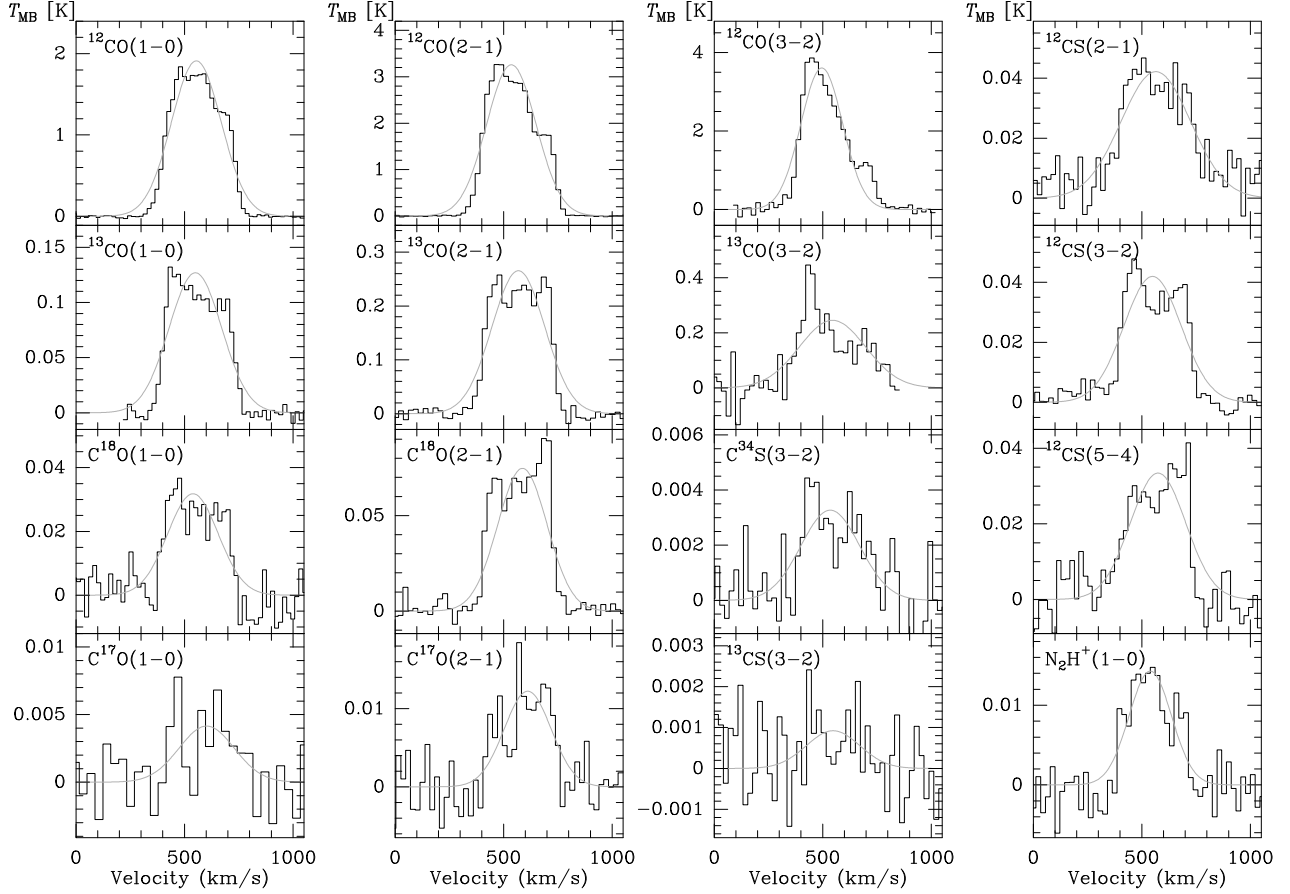 T_MB [K] T_MB [K] T_MB [K] T_MB [K]
¹²CO(1−0) ¹²CO(2−1) ¹²CO(3−2) ¹²CS(2−1)
2 1 0
4 3 2 1 0
4 2 0
0.04 0.02 0
¹³CO(1−0) ¹³CO(2−1) ¹³CO(3−2) ¹²CS(3−2)
0.15 0.1 0.05 0
0.3 0.2 0.1 0
0.4 0.2 0
0.04 0.02 0
C¹⁸O(1−0) C¹⁸O(2−1) C³⁴S(3−2) ¹²CS(5−4)
0.04 0.02 0
0.05 0
0.006 0.004 0.002 0
0.04 0.02 0
C¹⁷O(1−0) C¹⁷O(2−1) ¹³CS(3−2) N₂H⁺(1−0)
0.01 0.005 0
0.01 0
0.003 0.002 0.001 0 −0.001
0.01 0
0 500 1000 0 500 1000 0 500 1000 0 500 1000
Velocity (km/s) Velocity (km/s) Velocity (km/s) Velocity (km/s)